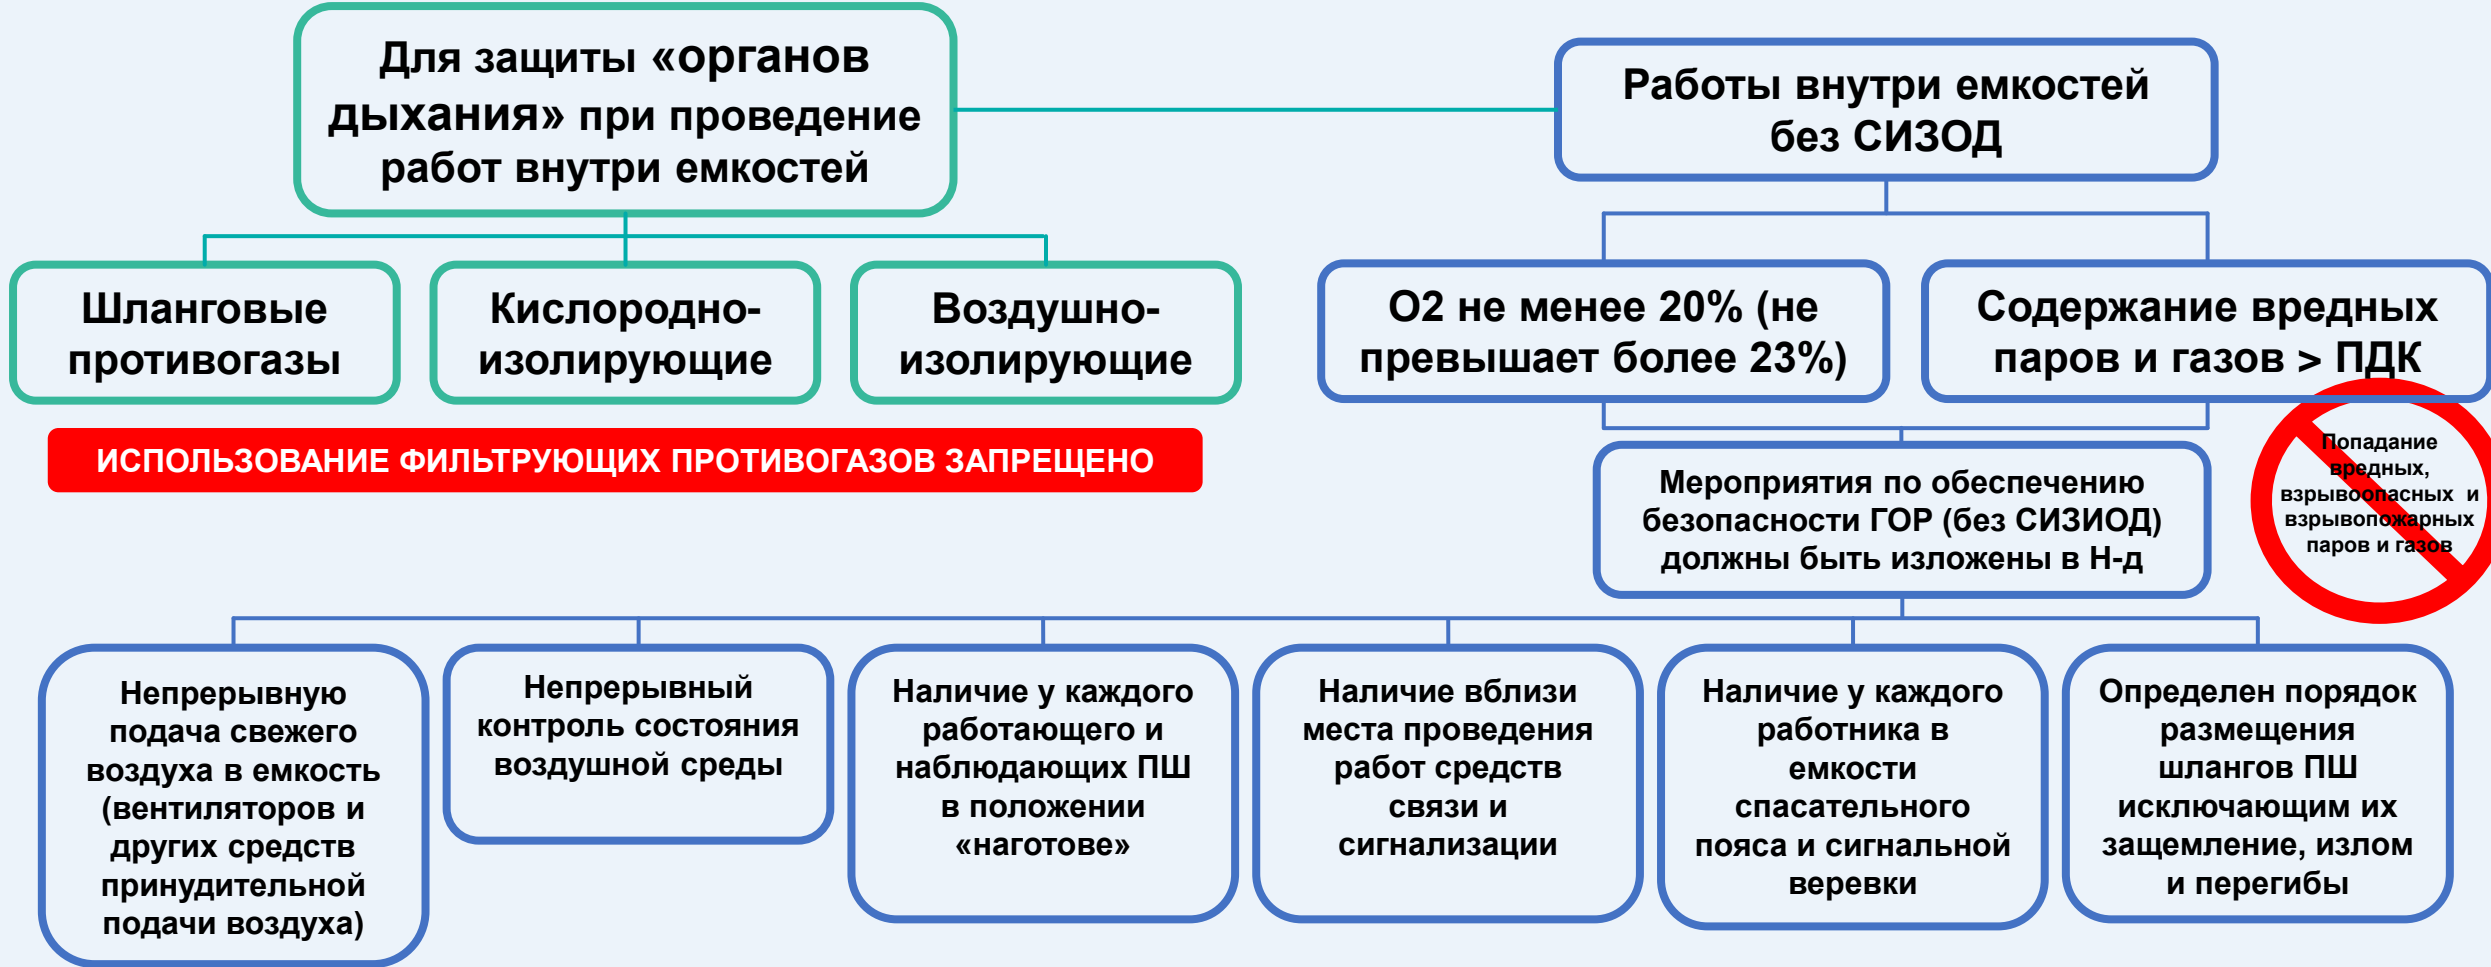 Для защиты «органов
дыхания» при проведение
работ внутри емкостей
Работы внутри емкостей
без СИЗОД
Шланговые
противогазы
Кислородно-
изолирующие
Воздушно-
изолирующие
О2 не менее 20% (не
превышает более 23%)
Содержание вредных
паров и газов > ПДК
ИСПОЛЬЗОВАНИЕ ФИЛЬТРУЮЩИХ ПРОТИВОГАЗОВ ЗАПРЕЩЕНО
Попадание
вредных,
взрывоопасных и
взрывопожарных
паров и газов
Мероприятия по обеспечению
безопасности ГОР (без СИЗИОД)
должны быть изложены в Н-д
Непрерывную
подача свежего
воздуха в емкость
(вентиляторов и
других средств
принудительной
подачи воздуха)
Непрерывный
контроль состояния
воздушной среды
Наличие у каждого
работающего и
наблюдающих ПШ
в положении
«наготове»
Наличие вблизи
места проведения
работ средств
связи и
сигнализации
Наличие у каждого
работника в
емкости
спасательного
пояса и сигнальной
веревки
Определен порядок
размещения
шлангов ПШ
исключающим их
защемление, излом
и перегибы